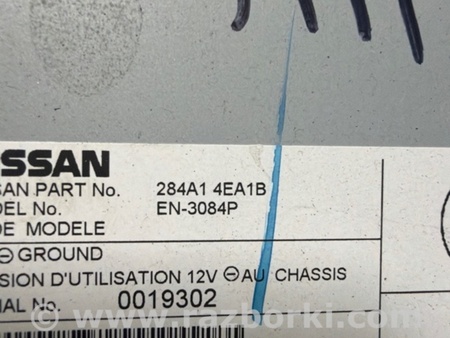 ISSAN
SAN PART No. 284A1 4EA1B
DEL No. EN-3084P
DE MODELE
⊖ GROUND
SION D'UTILISATION 12V ⊖ AU CHASSIS
IAL No. 0019302
www.razborki.com